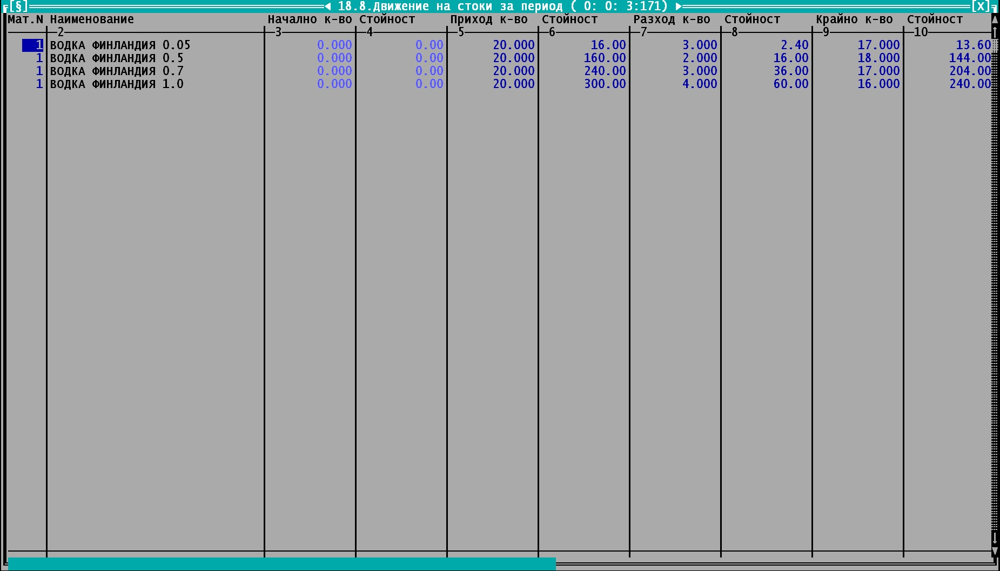 [§] 18.8.Движение на стоки за период ( 0: 0: 3:171) [X]
Мат.N Наименование Начално к-во Стойност Приход к-во Стойност Разход к-во Стойност Крайно к-во Стойност
2 3 4 5 6 7 8 9 10
1 ВОДКА ФИНЛАНДИЯ 0.05 0.000 0.00 20.000 16.00 3.000 2.40 17.000 13.60
1 ВОДКА ФИНЛАНДИЯ 0.5 0.000 0.00 20.000 160.00 2.000 16.00 18.000 144.00
1 ВОДКА ФИНЛАНДИЯ 0.7 0.000 0.00 20.000 240.00 3.000 36.00 17.000 204.00
1 ВОДКА ФИНЛАНДИЯ 1.0 0.000 0.00 20.000 300.00 4.000 60.00 16.000 240.00